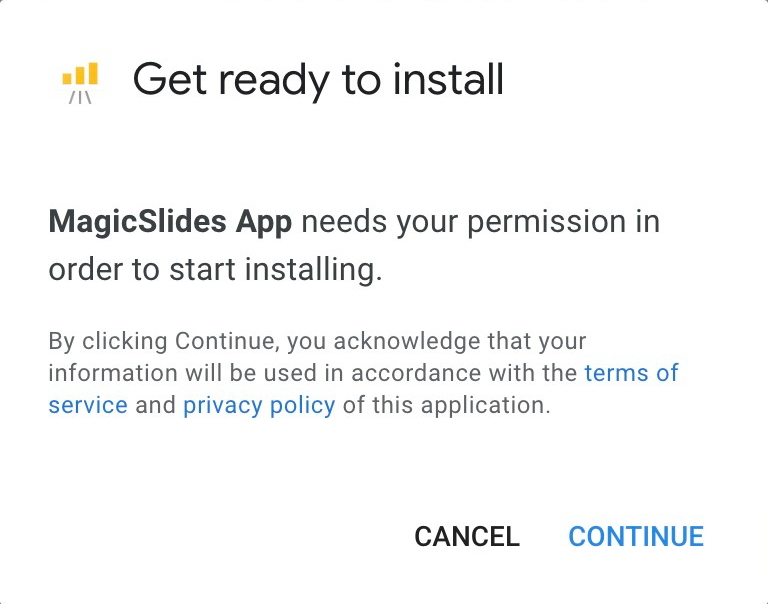 Get ready to install
MagicSlides App needs your permission in
order to start installing.
By clicking Continue, you acknowledge that your
information will be used in accordance with the terms of
service and privacy policy of this application.
CANCEL CONTINUE